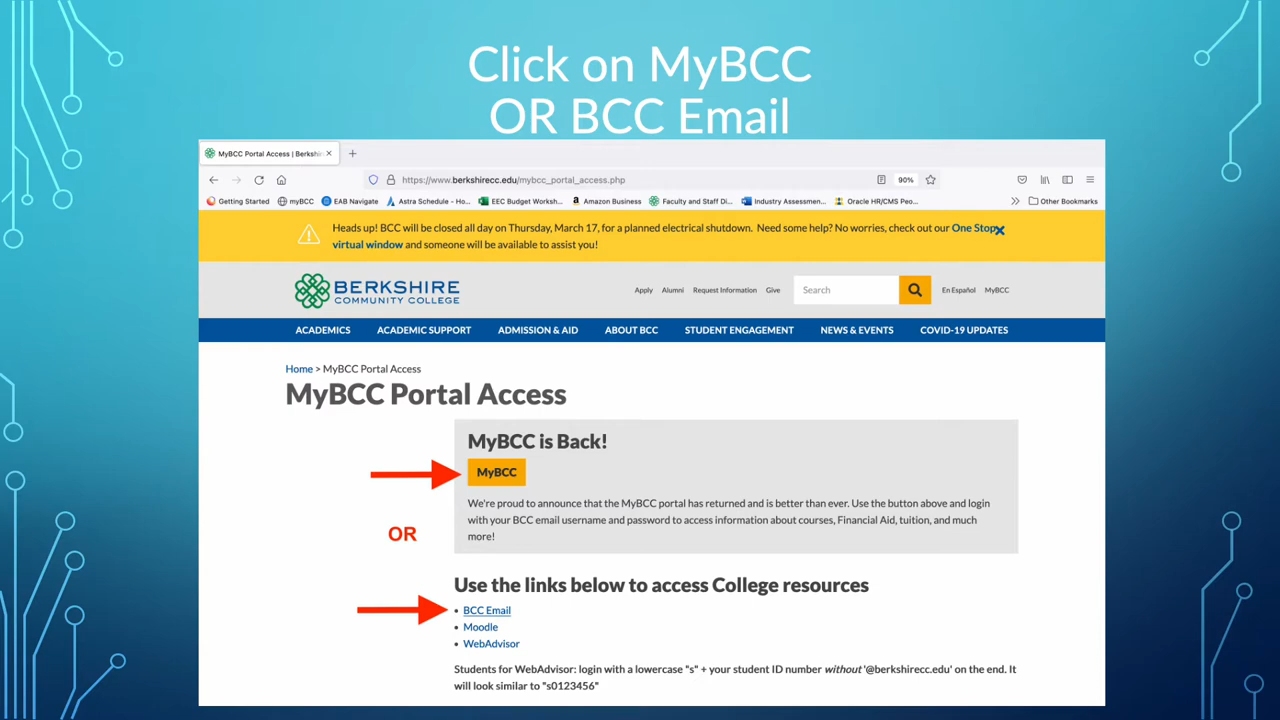 Click on MyBCC
OR BCC Email
MyBCC Portal Access | Berkshir
https://www.berkshirecc.edu/mybcc_portal_access.php
90%
Getting Started myBCC EAB Navigate Astra Schedule - Ho... EEC Budget Worksh... Amazon Business Faculty and Staff Di... Industry Assessmen... Oracle HR/CMS Peo... Other Bookmarks
Heads up! BCC will be closed all day on Thursday, March 17, for a planned electrical shutdown. Need some help? No worries, check out our One Stop
virtual window and someone will be available to assist you!
BERKSHIRE
COMMUNITY COLLEGE
Apply Alumni Request Information Give Search En Español MyBCC
ACADEMICS ACADEMIC SUPPORT ADMISSION & AID ABOUT BCC STUDENT ENGAGEMENT NEWS & EVENTS COVID-19 UPDATES
Home > MyBCC Portal Access
MyBCC Portal Access
MyBCC is Back!
MyBCC
We're proud to announce that the MyBCC portal has returned and is better than ever. Use the button above and login
with your BCC email username and password to access information about courses, Financial Aid, tuition, and much
more!
OR
Use the links below to access College resources
• BCC Email
• Moodle
• WebAdvisor
Students for WebAdvisor: login with a lowercase "s" + your student ID number without '@berkshirecc.edu' on the end. It
will look similar to "s0123456"